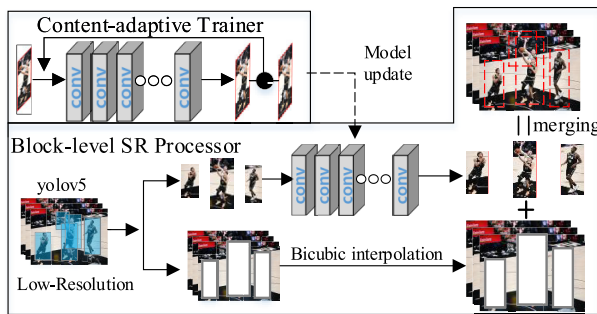 Content-adaptive Trainer
conv
conv
conv
conv
Model
update
||merging
Block-level SR Processor
yolov5
conv
conv
conv
conv
+
Low-Resolution
Bicubic interpolation